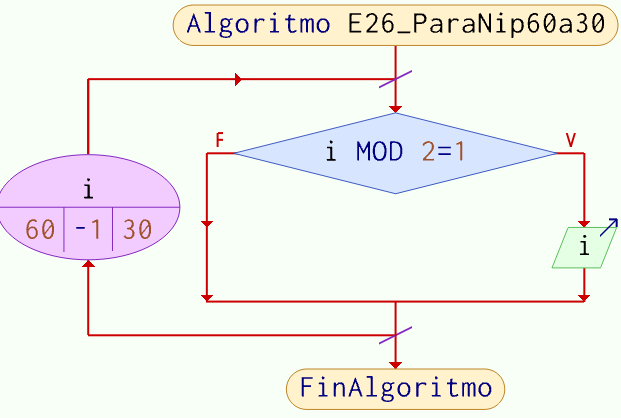 Algoritmo E26_ParaNip60a30
F
i MOD 2=1
V
i
60 -1 30
i
FinAlgoritmo